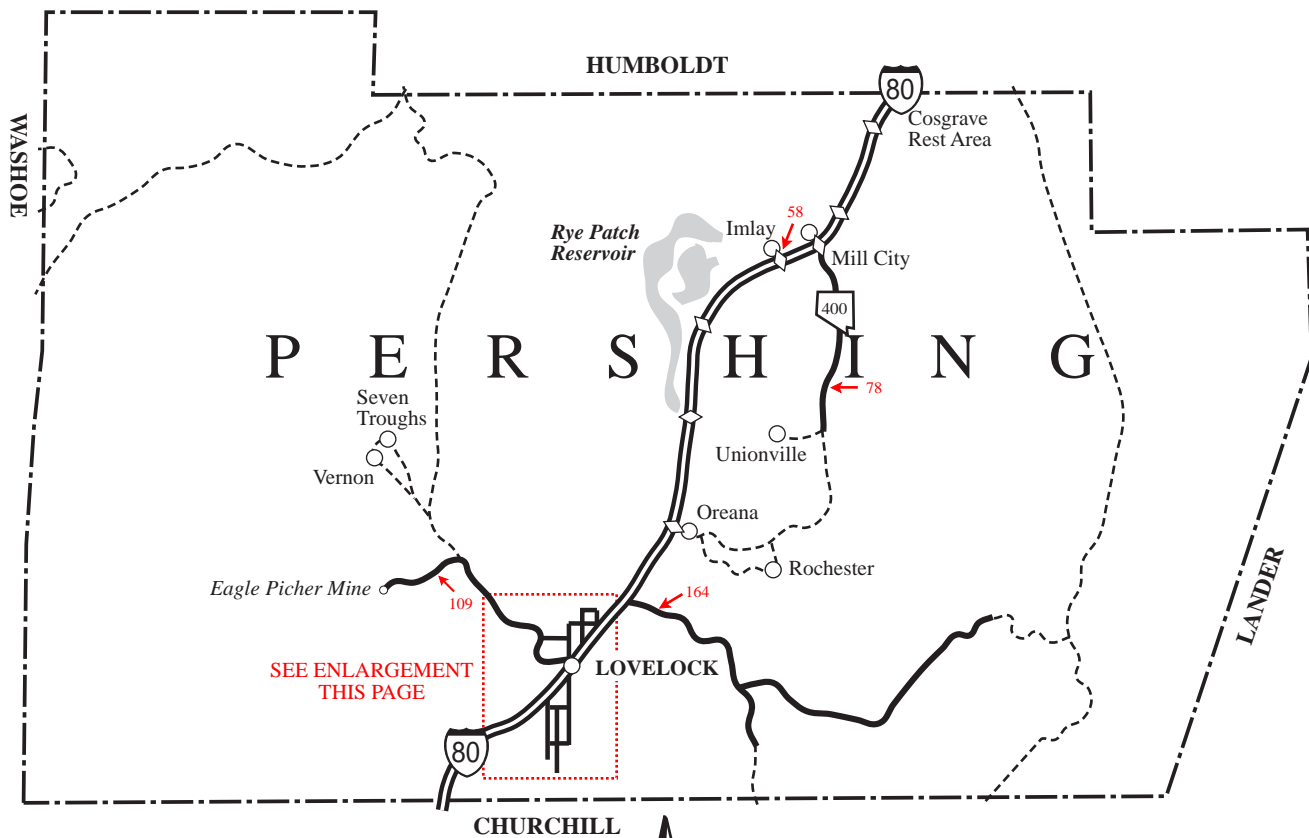 HUMBOLDT
80
Cosgrave
Rest Area
WASHOE
58
Rye Patch
Reservoir
Imlay
Mill City
400
P E R S H I N G
78
Seven
Troughs
Vernon
Unionville
Oreana
Rochester
Eagle Picher Mine
109
164
LANDER
SEE ENLARGEMENT
THIS PAGE
LOVELOCK
80
CHURCHILL